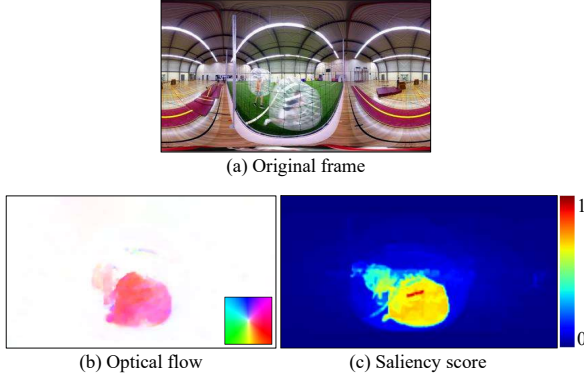 (a) Original frame
1
0
(b) Optical flow
(c) Saliency score